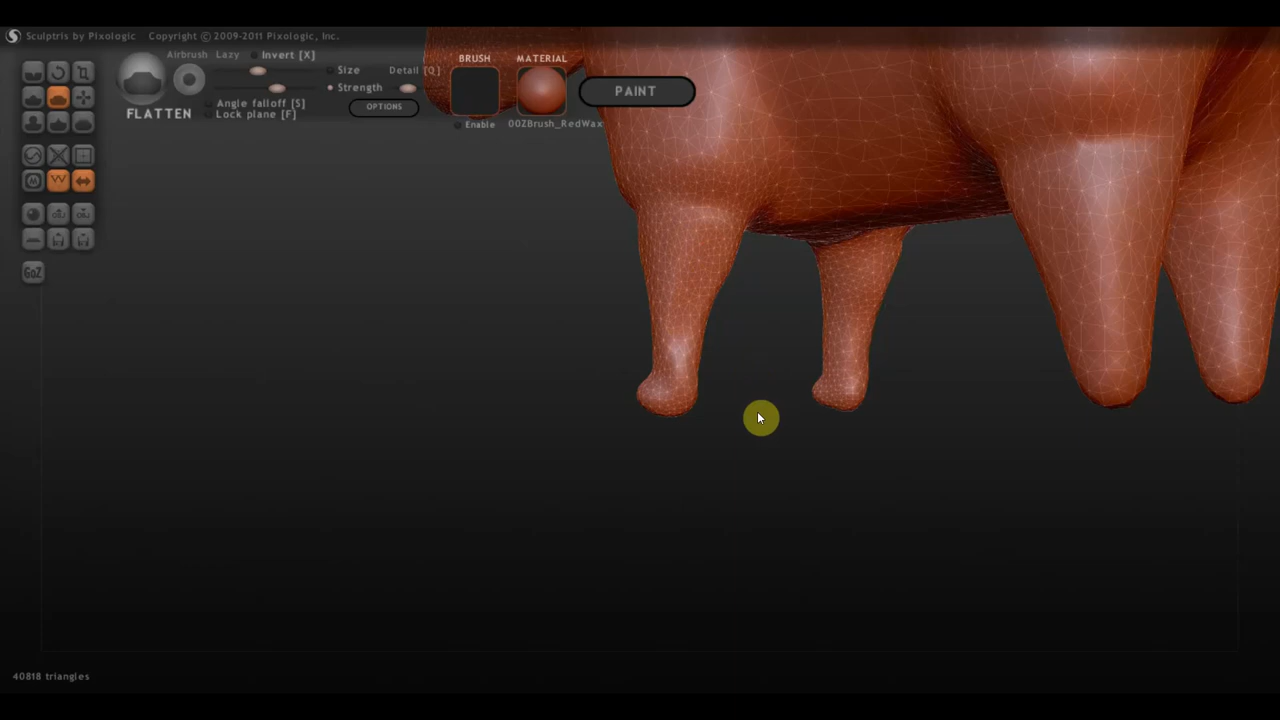 Sculptris by Pixologic Copyright © 2009-2011 Pixologic, Inc.
Airbrush Lazy Invert [X]
Size Detail [Q]
Strength
Angle falloff [S]
Lock plane [F]
FLATTEN
OPTIONS
BRUSH MATERIAL
PAINT
Enable 00ZBrush_RedWax
GoZ
40818 triangles